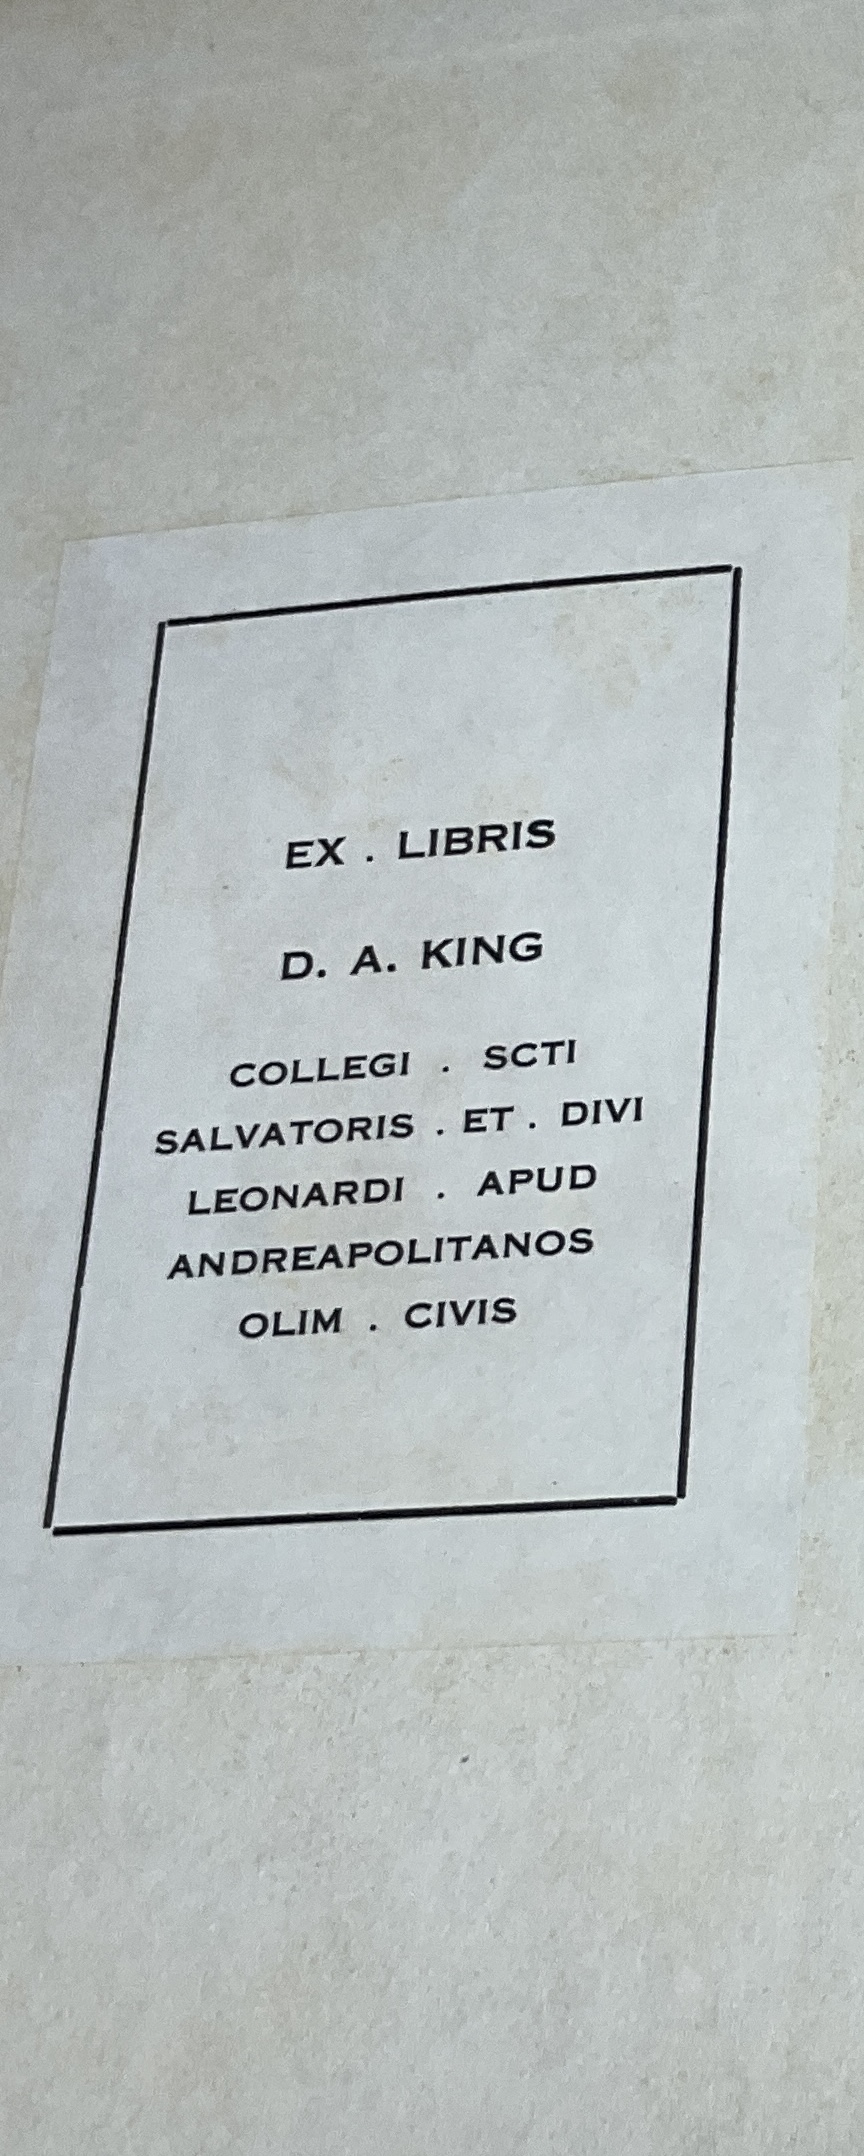 EX . LIBRIS
D. A. KING
COLLEGI . SCTI
SALVATORIS . ET . DIVI
LEONARDI . APUD
ANDREAPOLITANOS
OLIM . CIVIS